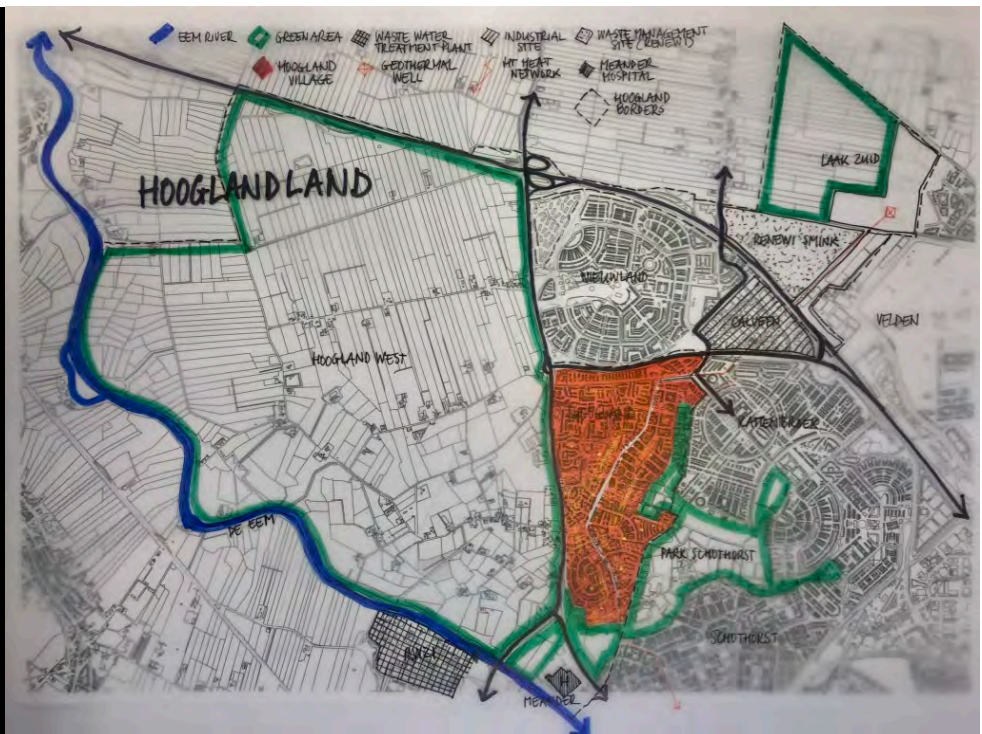 EEM RIVER
GREEN AREA
WASTE WATER
TREATMENT PLANT
INDUSTRIAL
SITE
WASTE MANAGEMENT
SITE (RENEWI)
HOOGLAND
VILLAGE
GEOTHERMAL
WELL
HT HEAT
NETWORK
MEANDER
HOSPITAL
HOOGLAND
BORDERS
LAAK ZUID
HOOGLANDLAND
RENEWI SMINK
NIEUWLAND
CALVEEN
VELDEN
HOOGLAND WEST
KATTENBROEK
DE EEM
PARK SCHOTHORST
SCHOTHORST
H
MEANDER